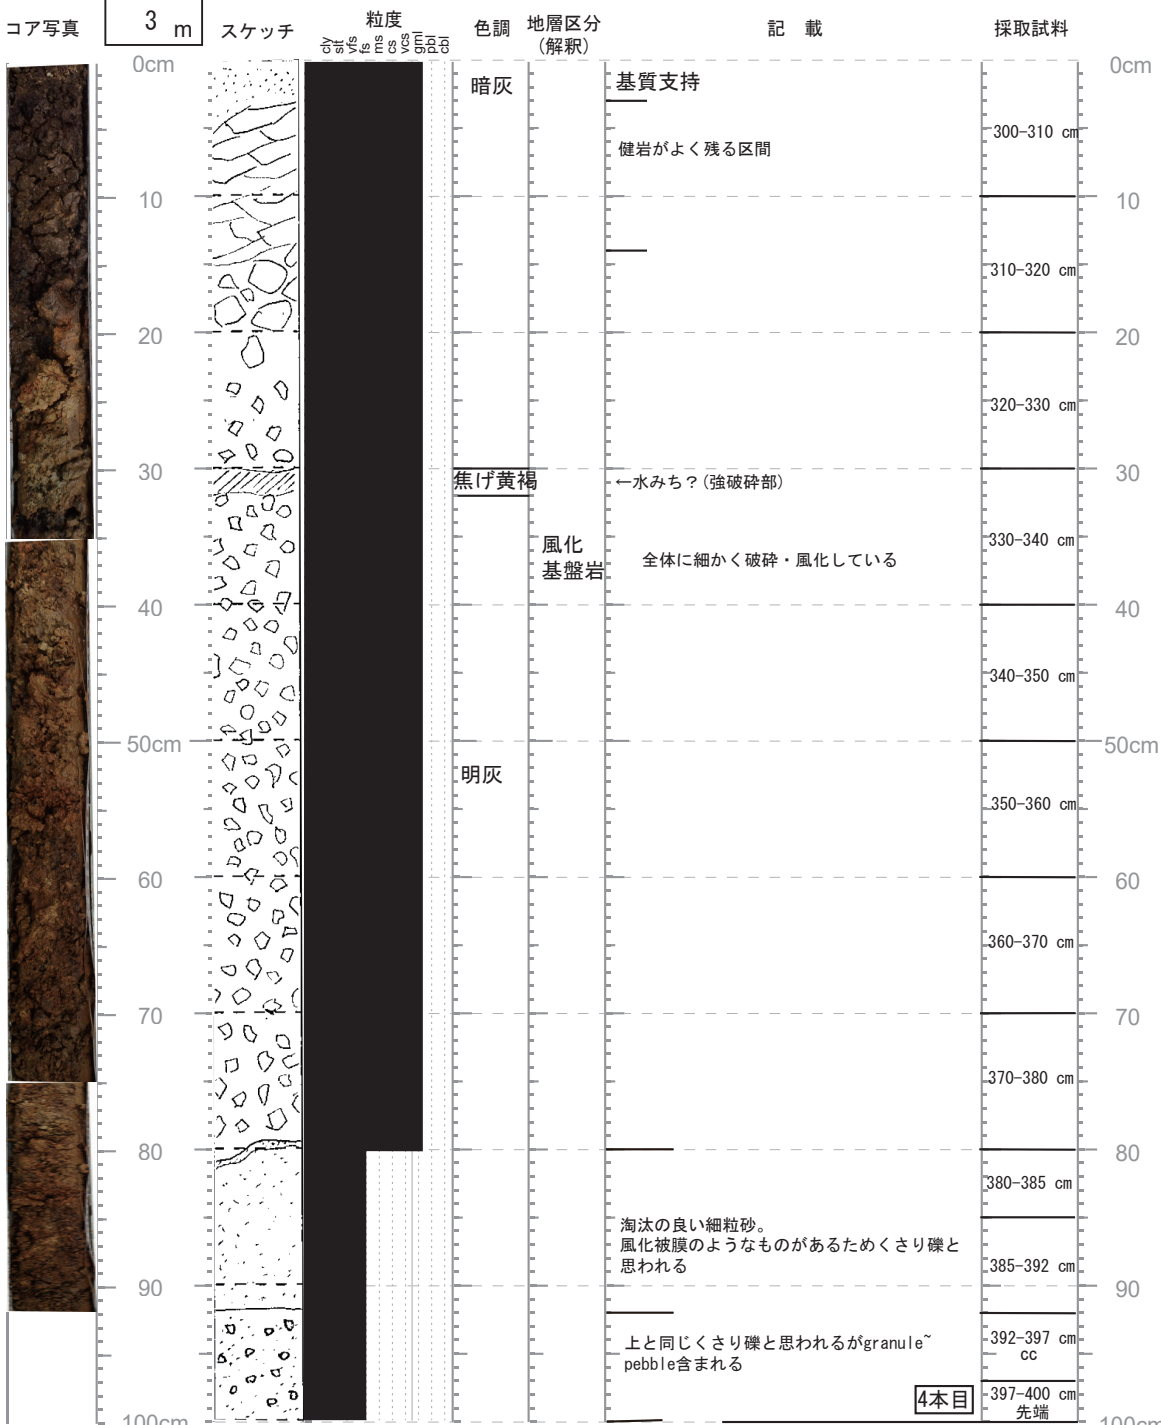 コア写真
3 m
スケッチ
粒度
cly
slt
vfs
fs
ms
cs
vcs
gnl
pbl
cbl
色調
地層区分
(解釈)
記 載
採取試料
0cm
暗灰
基質支持
0cm
健岩がよく残る区間
300-310 cm
10
10
310-320 cm
20
20
320-330 cm
30
焦げ黄褐
←水みち？(強破砕部)
30
風化
基盤岩
全体に細かく破砕・風化している
330-340 cm
40
40
340-350 cm
50cm
50cm
明灰
350-360 cm
60
60
360-370 cm
70
70
370-380 cm
80
80
380-385 cm
淘汰の良い細粒砂。
風化被膜のようなものがあるためくさり礫と
思われる
385-392 cm
90
90
上と同じくさり礫と思われるがgranule~
pebble含まれる
392-397 cm
cc
4本目
397-400 cm
先端
100cm
100cm